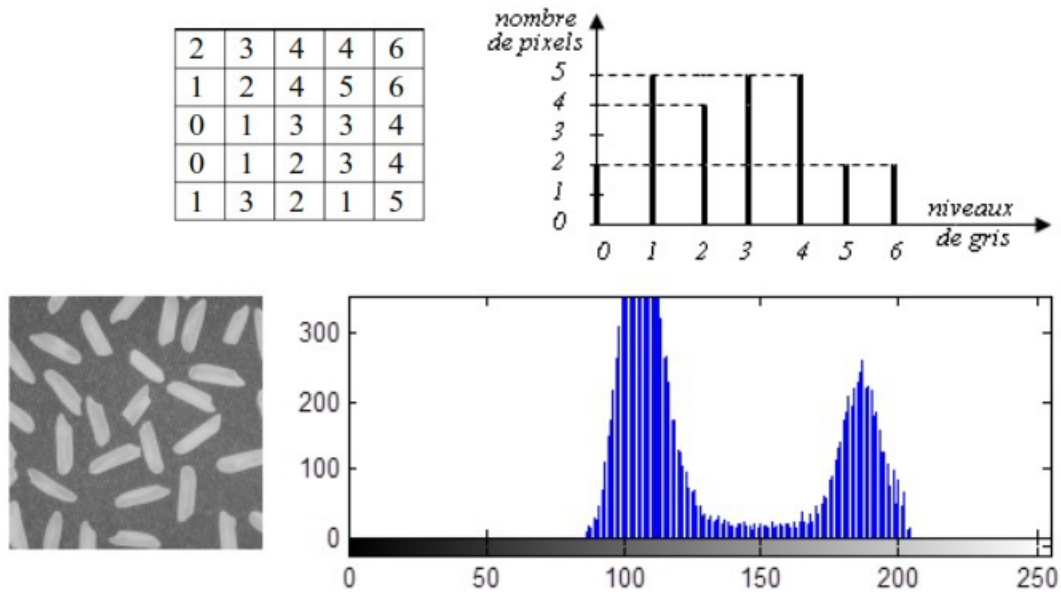 2 3 4 4 6
1 2 4 5 6
0 1 3 3 4
0 1 2 3 4
1 3 2 1 5
nombre
de pixels
5
4
3
2
1
0
0 1 2 3 4 5 6
niveaux
de gris
300
200
100
0
0 50 100 150 200 250